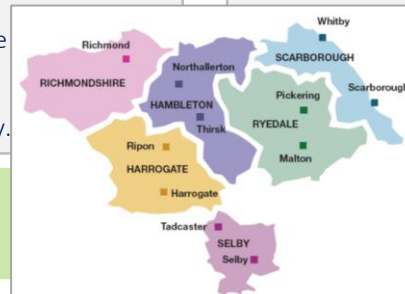 e
y.
Whitby
Richmond
SCARBOROUGH
Northallerton
RICHMONDSHIRE
Scarborough
Pickering
HAMBLETON
RYEDALE
Thirsk
Ripon
Malton
HARROGATE
Harrogate
Tadcaster
SELBY
Selby